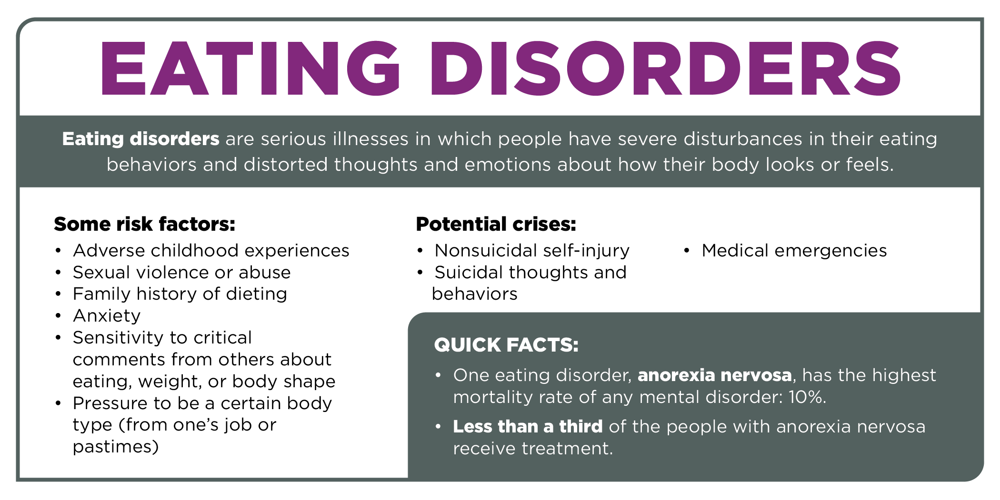 EATING DISORDERS
Eating disorders are serious illnesses in which people have severe disturbances in their eating
behaviors and distorted thoughts and emotions about how their body looks or feels.
Some risk factors:
• Adverse childhood experiences
• Sexual violence or abuse
• Family history of dieting
• Anxiety
• Sensitivity to critical
comments from others about
eating, weight, or body shape
• Pressure to be a certain body
type (from one’s job or
pastimes)
Potential crises:
• Nonsuicidal self-injury
• Suicidal thoughts and
behaviors
• Medical emergencies
QUICK FACTS:
• One eating disorder, anorexia nervosa, has the highest
mortality rate of any mental disorder: 10%.
• Less than a third of the people with anorexia nervosa
receive treatment.